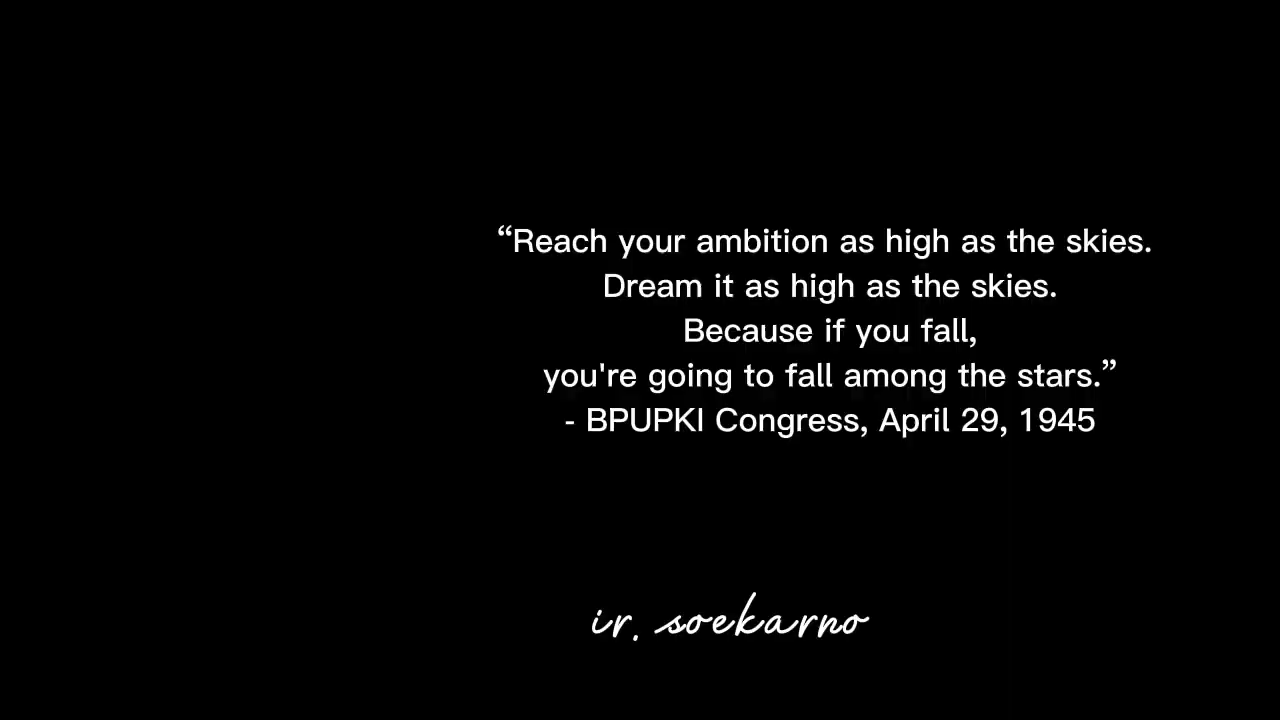 “Reach your ambition as high as the skies.
Dream it as high as the skies.
Because if you fall,
you're going to fall among the stars.”
- BPUPKI Congress, April 29, 1945
ir. soekarno